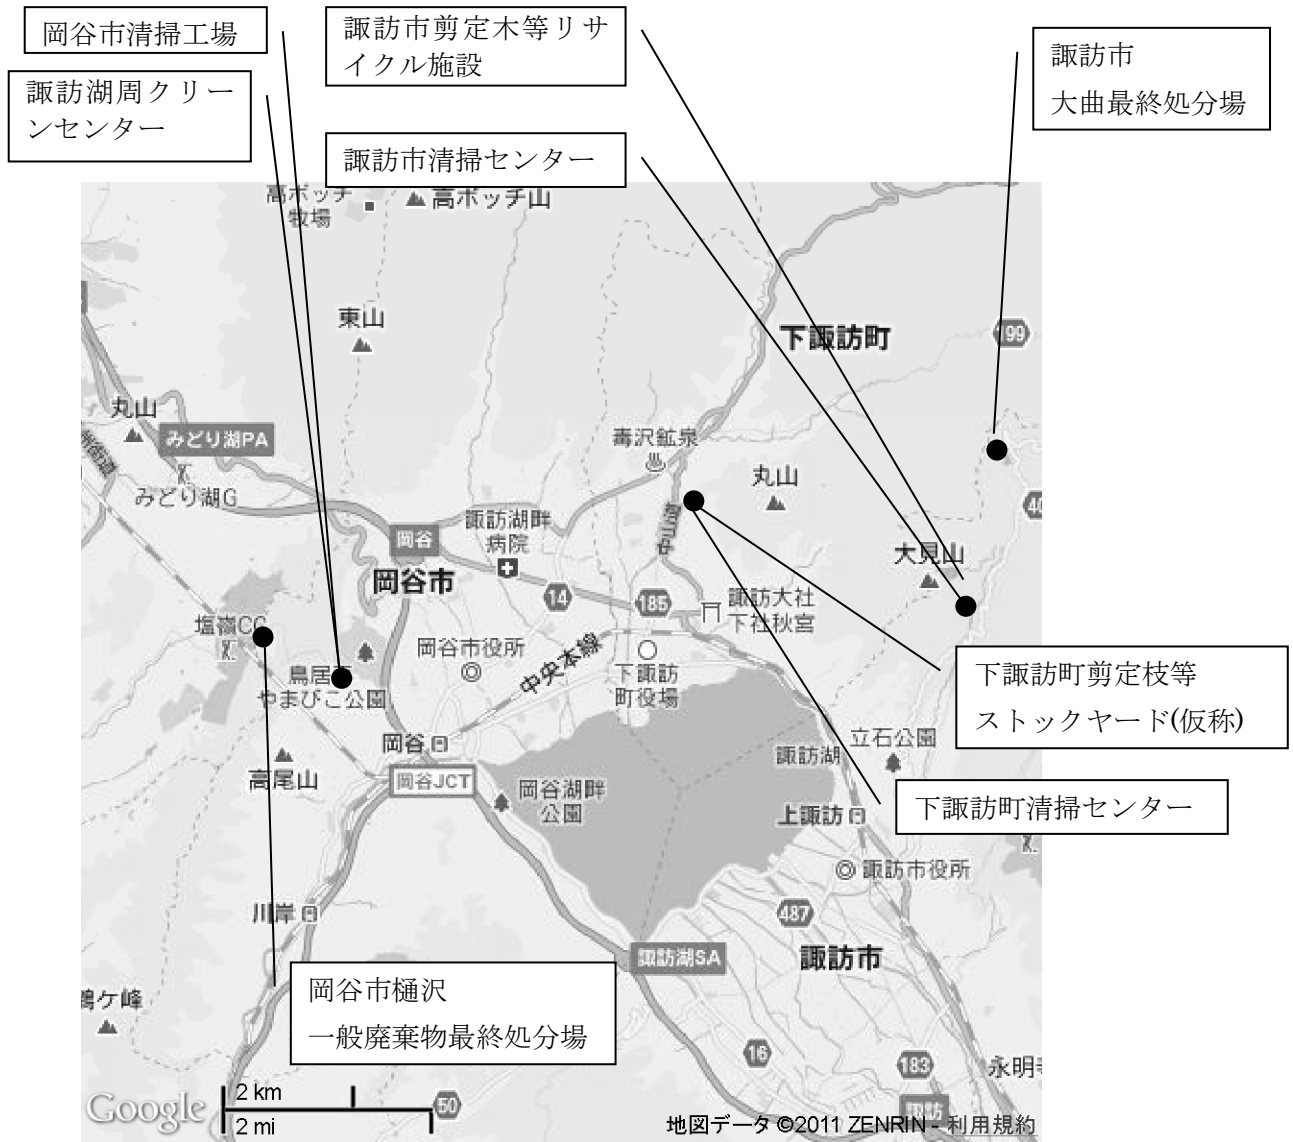 岡谷市清掃工場
諏訪市剪定木等リサ
イクル施設
諏訪市
大曲最終処分場
諏訪湖周クリー
ンセンター
諏訪市清掃センター
高ボッチ
牧場
高ボッチ山
東山
下諏訪町
199
丸山
みどり湖PA
毒沢鉱泉
丸山
みどり湖G
諏訪湖畔
病院
岡谷
大見山
岡谷市
14
185
諏訪大社
下社秋宮
塩嶺CC
岡谷市役所
中央本線
下諏訪
町役場
鳥居
やまびこ公園
下諏訪町剪定枝等
ストックヤード(仮称)
岡谷
諏訪湖
立石公園
高尾山
岡谷JCT
岡谷湖畔
公園
上諏訪
下諏訪町清掃センター
諏訪市役所
川岸
487
諏訪湖SA
諏訪市
岡谷市樋沢
一般廃棄物最終処分場
鶴ケ峰
16
183
永明寺
2 km
Google
2 mi
50
諏訪
地図データ ©2011 ZENRIN - 利用規約